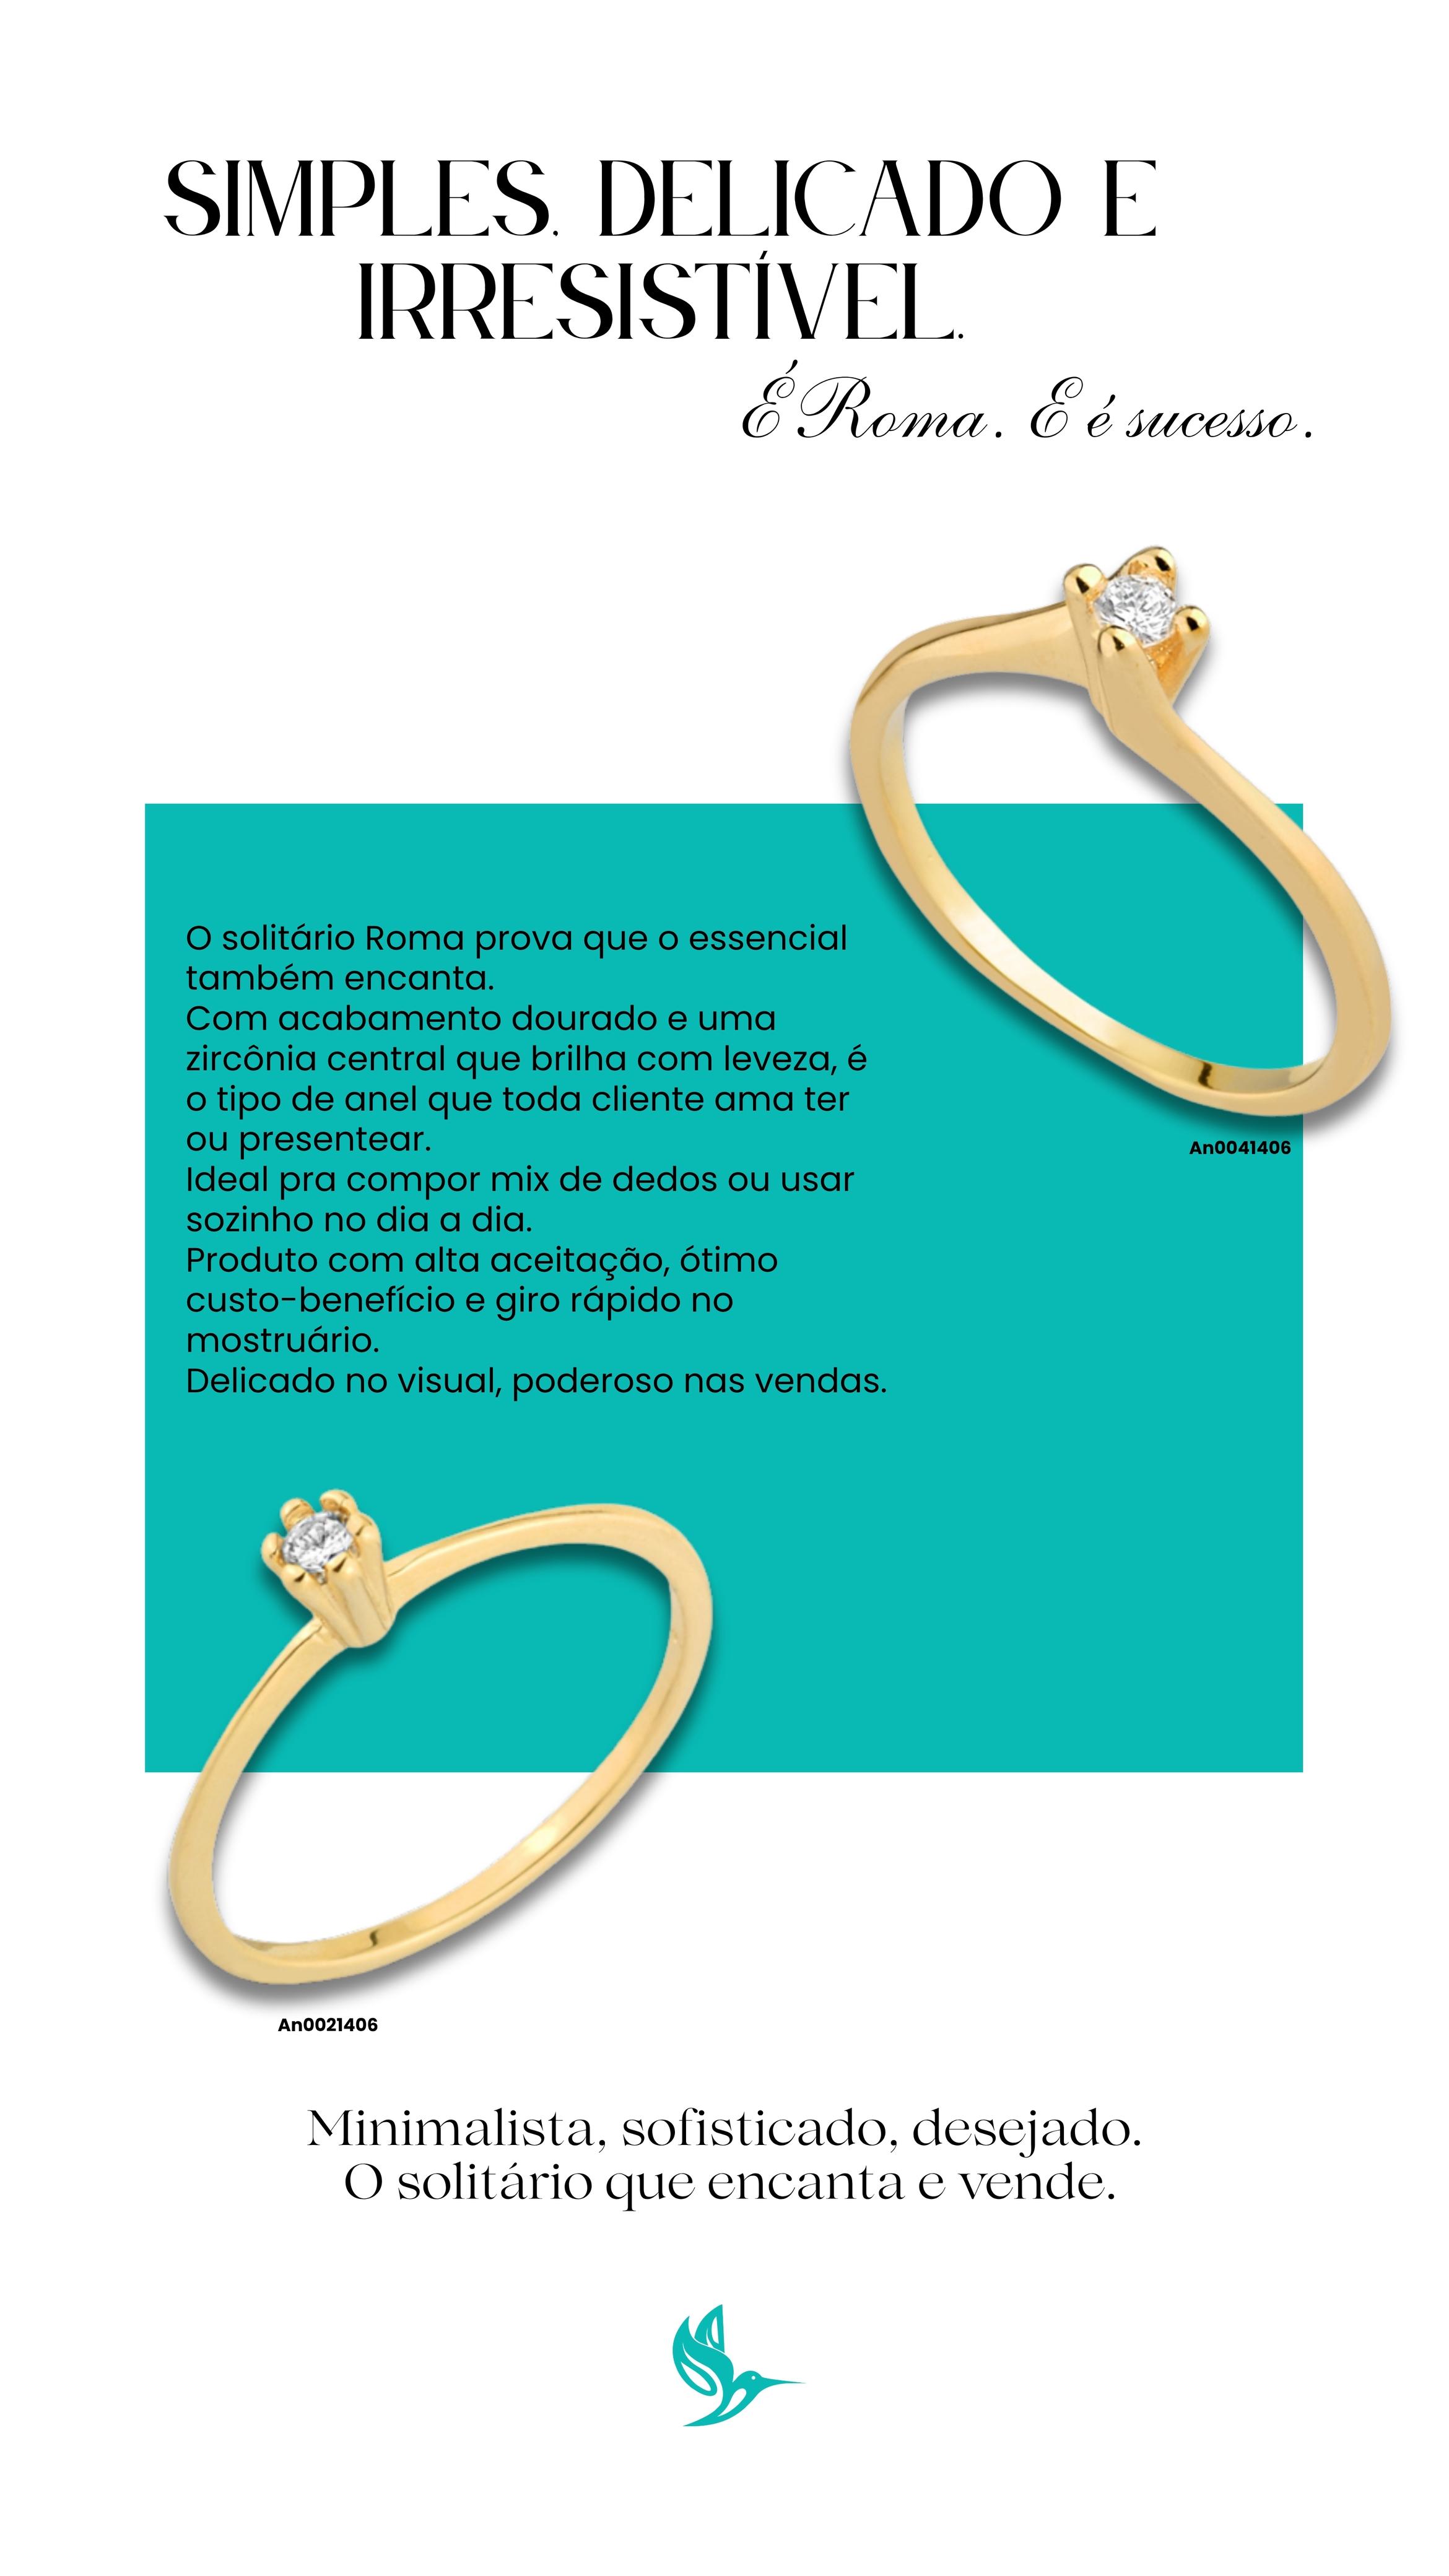 SIMPLES. DELICADO E
IRRESISTÍVEL.
É Roma. E é sucesso.
O solitário Roma prova que o essencial
também encanta.
Com acabamento dourado e uma
zircônia central que brilha com leveza, é
o tipo de anel que toda cliente ama ter
ou presentear.
Ideal pra compor mix de dedos ou usar
sozinho no dia a dia.
Produto com alta aceitação, ótimo
custo-benefício e giro rápido no
mostruário.
Delicado no visual, poderoso nas vendas.
An0041406
An0021406
Minimalista, sofisticado, desejado.
O solitário que encanta e vende.